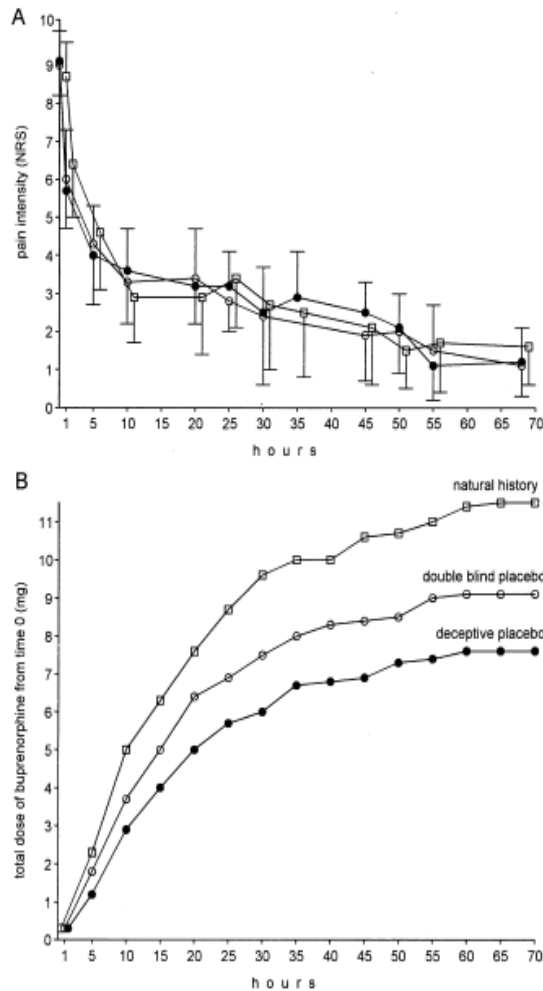 A
10
9
8
7
6
5
4
3
2
1
0
pain intensity (NRS)
1 5 10 15 20 25 30 35 40 45 50 55 60 65 70
hours
B
natural history
double blind placebo
deceptive placebo
11
10
9
8
7
6
5
4
3
2
1
0
total dose of buprenorphine from time 0 (mg)
1 5 10 15 20 25 30 35 40 45 50 55 60 65 70
hours